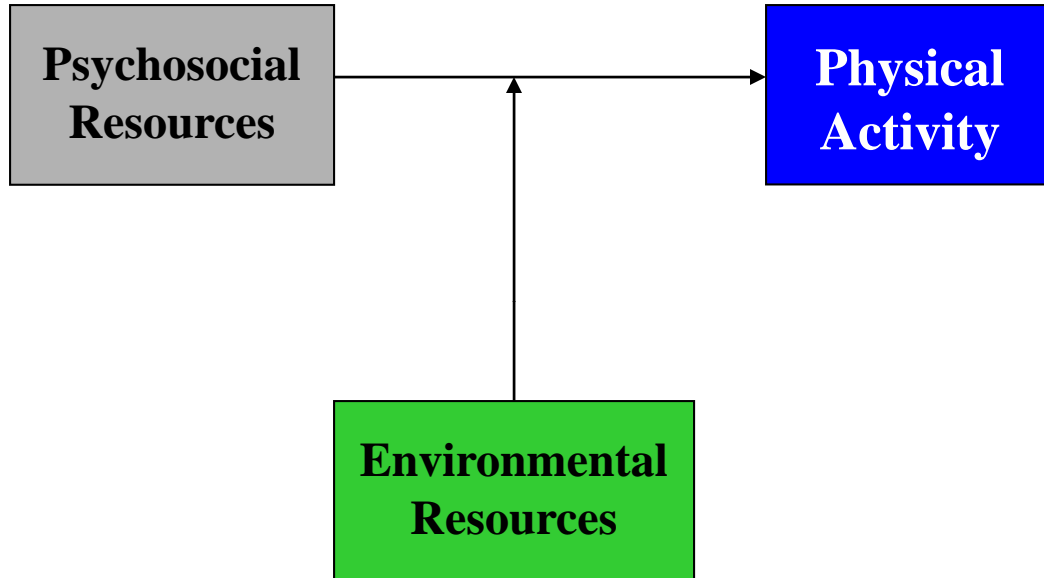 Psychosocial
Resources
Physical
Activity
Environmental
Resources